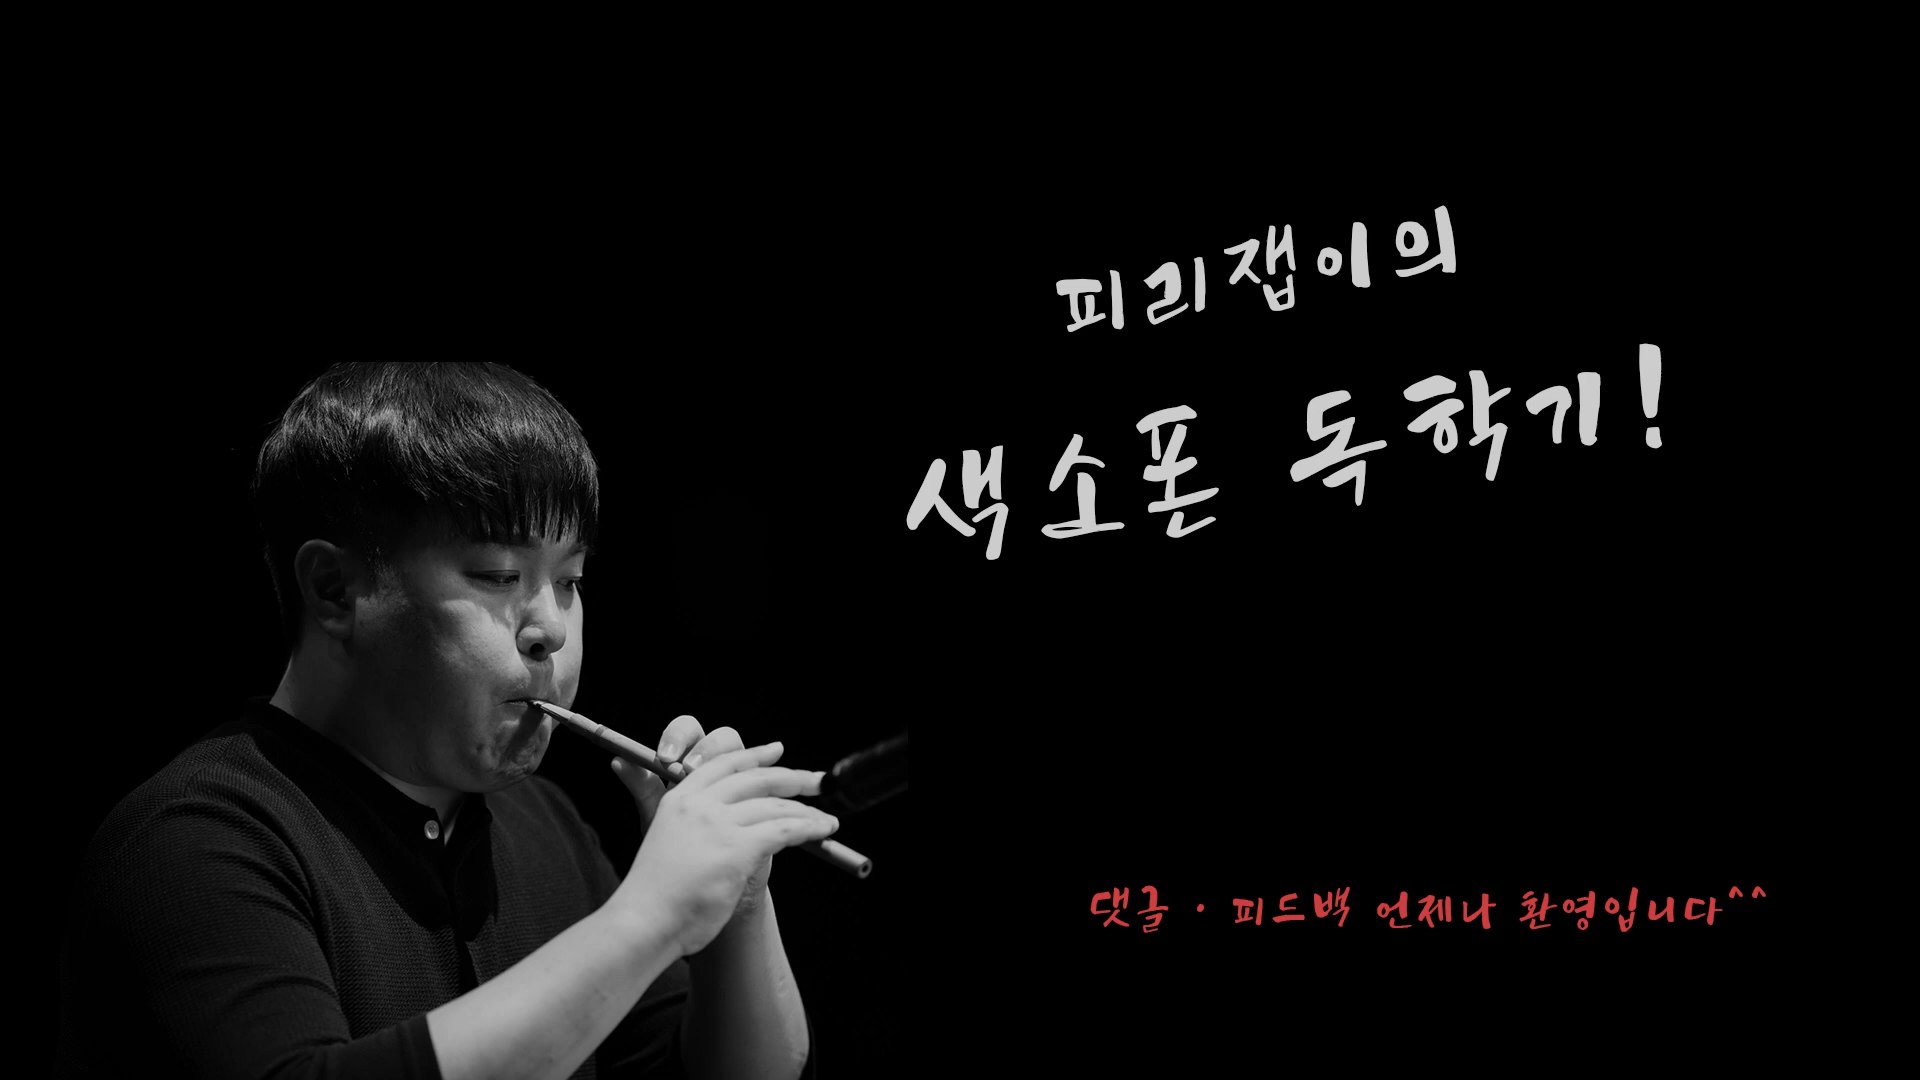 피리잽이의
색소폰 독학기!
댓글 · 피드백 언제나 환영입니다^^